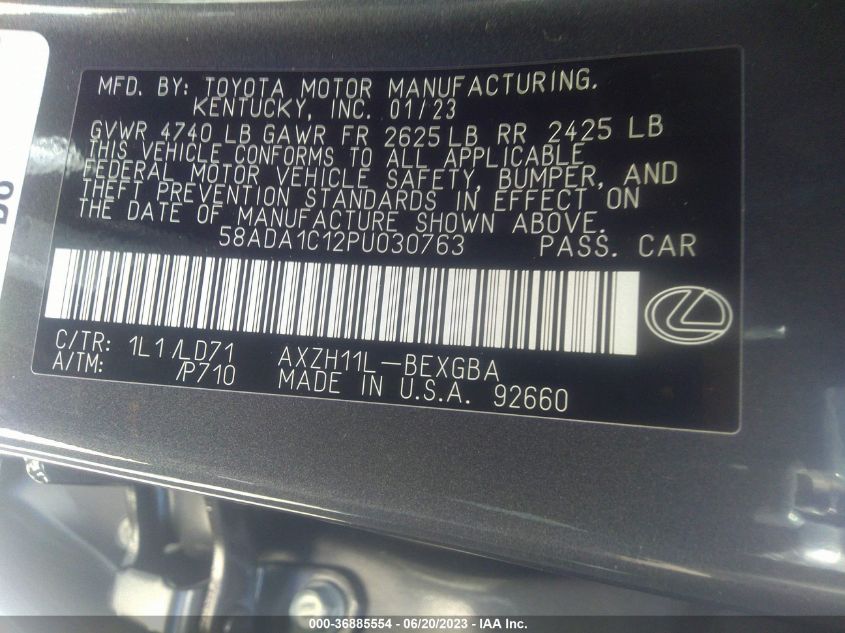 MFD. BY: TOYOTA MOTOR MANUFACTURING,
KENTUCKY, INC. 01/23
GVWR 4740 LB GAWR FR 2625 LB RR 2425 LB
THIS VEHICLE CONFORMS TO ALL APPLICABLE
FEDERAL MOTOR VEHICLE SAFETY, BUMPER, AND
THEFT PREVENTION STANDARDS IN EFFECT ON
THE DATE OF MANUFACTURE SHOWN ABOVE.
58ADA1C12PU030763 PASS. CAR
C/TR: 1L1/LD71 AXZH11L-BEXGBA
A/TM: /P710 MADE IN U.S.A. 92660
000-36885554 / 06/20/2023 - IAA Inc.